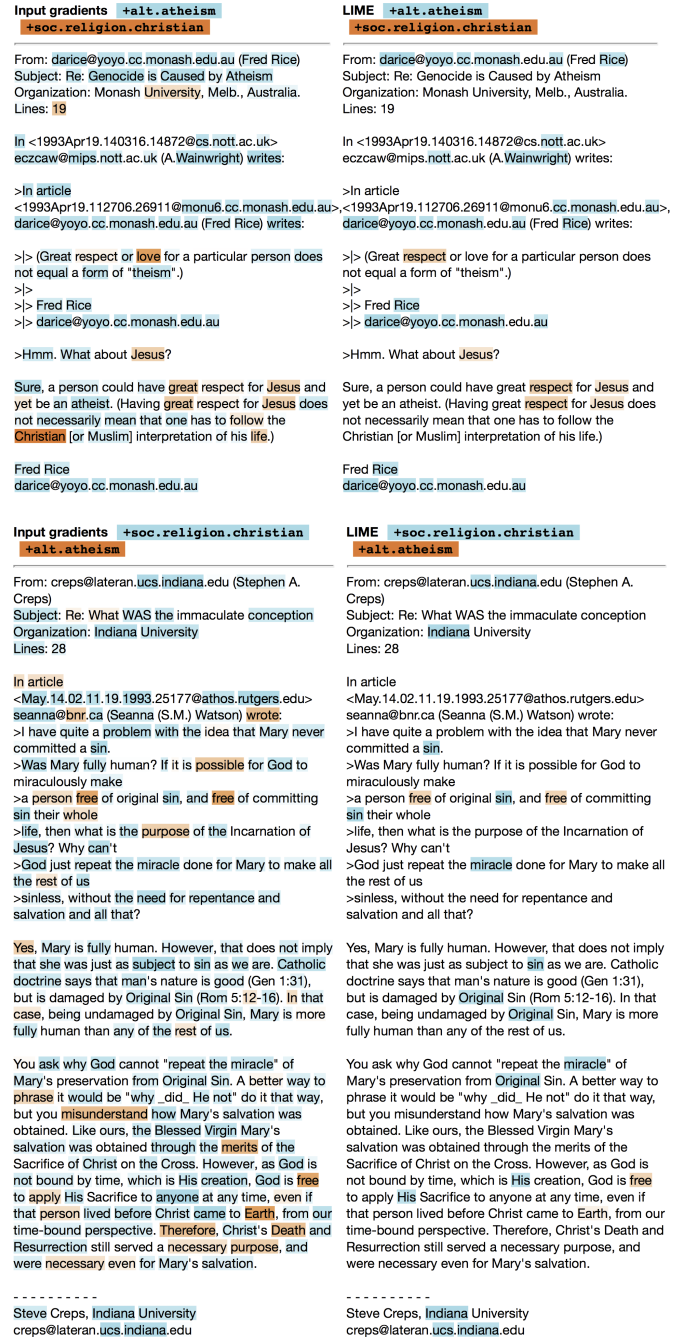 Input gradients +alt.atheism
+soc.religion.christian
From: darice@yoyo.cc.monash.edu.au (Fred Rice)
Subject: Re: Genocide is Caused by Atheism
Organization: Monash University, Melb., Australia.
Lines: 19
In <1993Apr19.140316.14872@cs.nott.ac.uk>
eczcaw@mips.nott.ac.uk (A.Wainwright) writes:
>In article
<1993Apr19.112706.26911@monu6.cc.monash.edu.au>,
darice@yoyo.cc.monash.edu.au (Fred Rice) writes:
>|> (Great respect or love for a particular person does
not equal a form of "theism".)
>|>
>|> Fred Rice
>|> darice@yoyo.cc.monash.edu.au
>Hmm. What about Jesus?
Sure, a person could have great respect for Jesus and
yet be an atheist. (Having great respect for Jesus does
not necessarily mean that one has to follow the
Christian [or Muslim] interpretation of his life.)
Fred Rice
darice@yoyo.cc.monash.edu.au
LIME +alt.atheism
+soc.religion.christian
From: darice@yoyo.cc.monash.edu.au (Fred Rice)
Subject: Re: Genocide is Caused by Atheism
Organization: Monash University, Melb., Australia.
Lines: 19
In <1993Apr19.140316.14872@cs.nott.ac.uk>
eczcaw@mips.nott.ac.uk (A.Wainwright) writes:
>In article
<1993Apr19.112706.26911@monu6.cc.monash.edu.au>,
darice@yoyo.cc.monash.edu.au (Fred Rice) writes:
>|> (Great respect or love for a particular person does
not equal a form of "theism".)
>|>
>|> Fred Rice
>|> darice@yoyo.cc.monash.edu.au
>Hmm. What about Jesus?
Sure, a person could have great respect for Jesus and
yet be an atheist. (Having great respect for Jesus does
not necessarily mean that one has to follow the
Christian [or Muslim] interpretation of his life.)
Fred Rice
darice@yoyo.cc.monash.edu.au
Input gradients +soc.religion.christian
+alt.atheism
From: creps@lateran.ucs.indiana.edu (Stephen A.
Creps)
Subject: Re: What WAS the immaculate conception
Organization: Indiana University
Lines: 28
In article
<May.14.02.11.19.1993.25177@athos.rutgers.edu>
seanna@bnr.ca (Seanna (S.M.) Watson) wrote:
>I have quite a problem with the idea that Mary never
committed a sin.
>Was Mary fully human? If it is possible for God to
miraculously make
>a person free of original sin, and free of committing
sin their whole
>life, then what is the purpose of the Incarnation of
Jesus? Why can't
>God just repeat the miracle done for Mary to make all
the rest of us
>sinless, without the need for repentance and
salvation and all that?
Yes, Mary is fully human. However, that does not imply
that she was just as subject to sin as we are. Catholic
doctrine says that man's nature is good (Gen 1:31),
but is damaged by Original Sin (Rom 5:12-16). In that
case, being undamaged by Original Sin, Mary is more
fully human than any of the rest of us.
You ask why God cannot "repeat the miracle" of
Mary's preservation from Original Sin. A better way to
phrase it would be "why _did_ He not" do it that way,
but you misunderstand how Mary's salvation was
obtained. Like ours, the Blessed Virgin Mary's
salvation was obtained through the merits of the
Sacrifice of Christ on the Cross. However, as God is
not bound by time, which is His creation, God is free
to apply His Sacrifice to anyone at any time, even if
that person lived before Christ came to Earth, from our
time-bound perspective. Therefore, Christ's Death and
Resurrection still served a necessary purpose, and
were necessary even for Mary's salvation.
- - - - - - - - - -
Steve Creps, Indiana University
creps@lateran.ucs.indiana.edu
LIME +soc.religion.christian
+alt.atheism
From: creps@lateran.ucs.indiana.edu (Stephen A.
Creps)
Subject: Re: What WAS the immaculate conception
Organization: Indiana University
Lines: 28
In article
<May.14.02.11.19.1993.25177@athos.rutgers.edu>
seanna@bnr.ca (Seanna (S.M.) Watson) wrote:
>I have quite a problem with the idea that Mary never
committed a sin.
>Was Mary fully human? If it is possible for God to
miraculously make
>a person free of original sin, and free of committing
sin their whole
>life, then what is the purpose of the Incarnation of
Jesus? Why can't
>God just repeat the miracle done for Mary to make all
the rest of us
>sinless, without the need for repentance and
salvation and all that?
Yes, Mary is fully human. However, that does not imply
that she was just as subject to sin as we are. Catholic
doctrine says that man's nature is good (Gen 1:31),
but is damaged by Original Sin (Rom 5:12-16). In that
case, being undamaged by Original Sin, Mary is more
fully human than any of the rest of us.
You ask why God cannot "repeat the miracle" of
Mary's preservation from Original Sin. A better way to
phrase it would be "why _did_ He not" do it that way,
but you misunderstand how Mary's salvation was
obtained. Like ours, the Blessed Virgin Mary's
salvation was obtained through the merits of the
Sacrifice of Christ on the Cross. However, as God is
not bound by time, which is His creation, God is free
to apply His Sacrifice to anyone at any time, even if
that person lived before Christ came to Earth, from our
time-bound perspective. Therefore, Christ's Death and
Resurrection still served a necessary purpose, and
were necessary even for Mary's salvation.
- - - - - - - - - -
Steve Creps, Indiana University
creps@lateran.ucs.indiana.edu